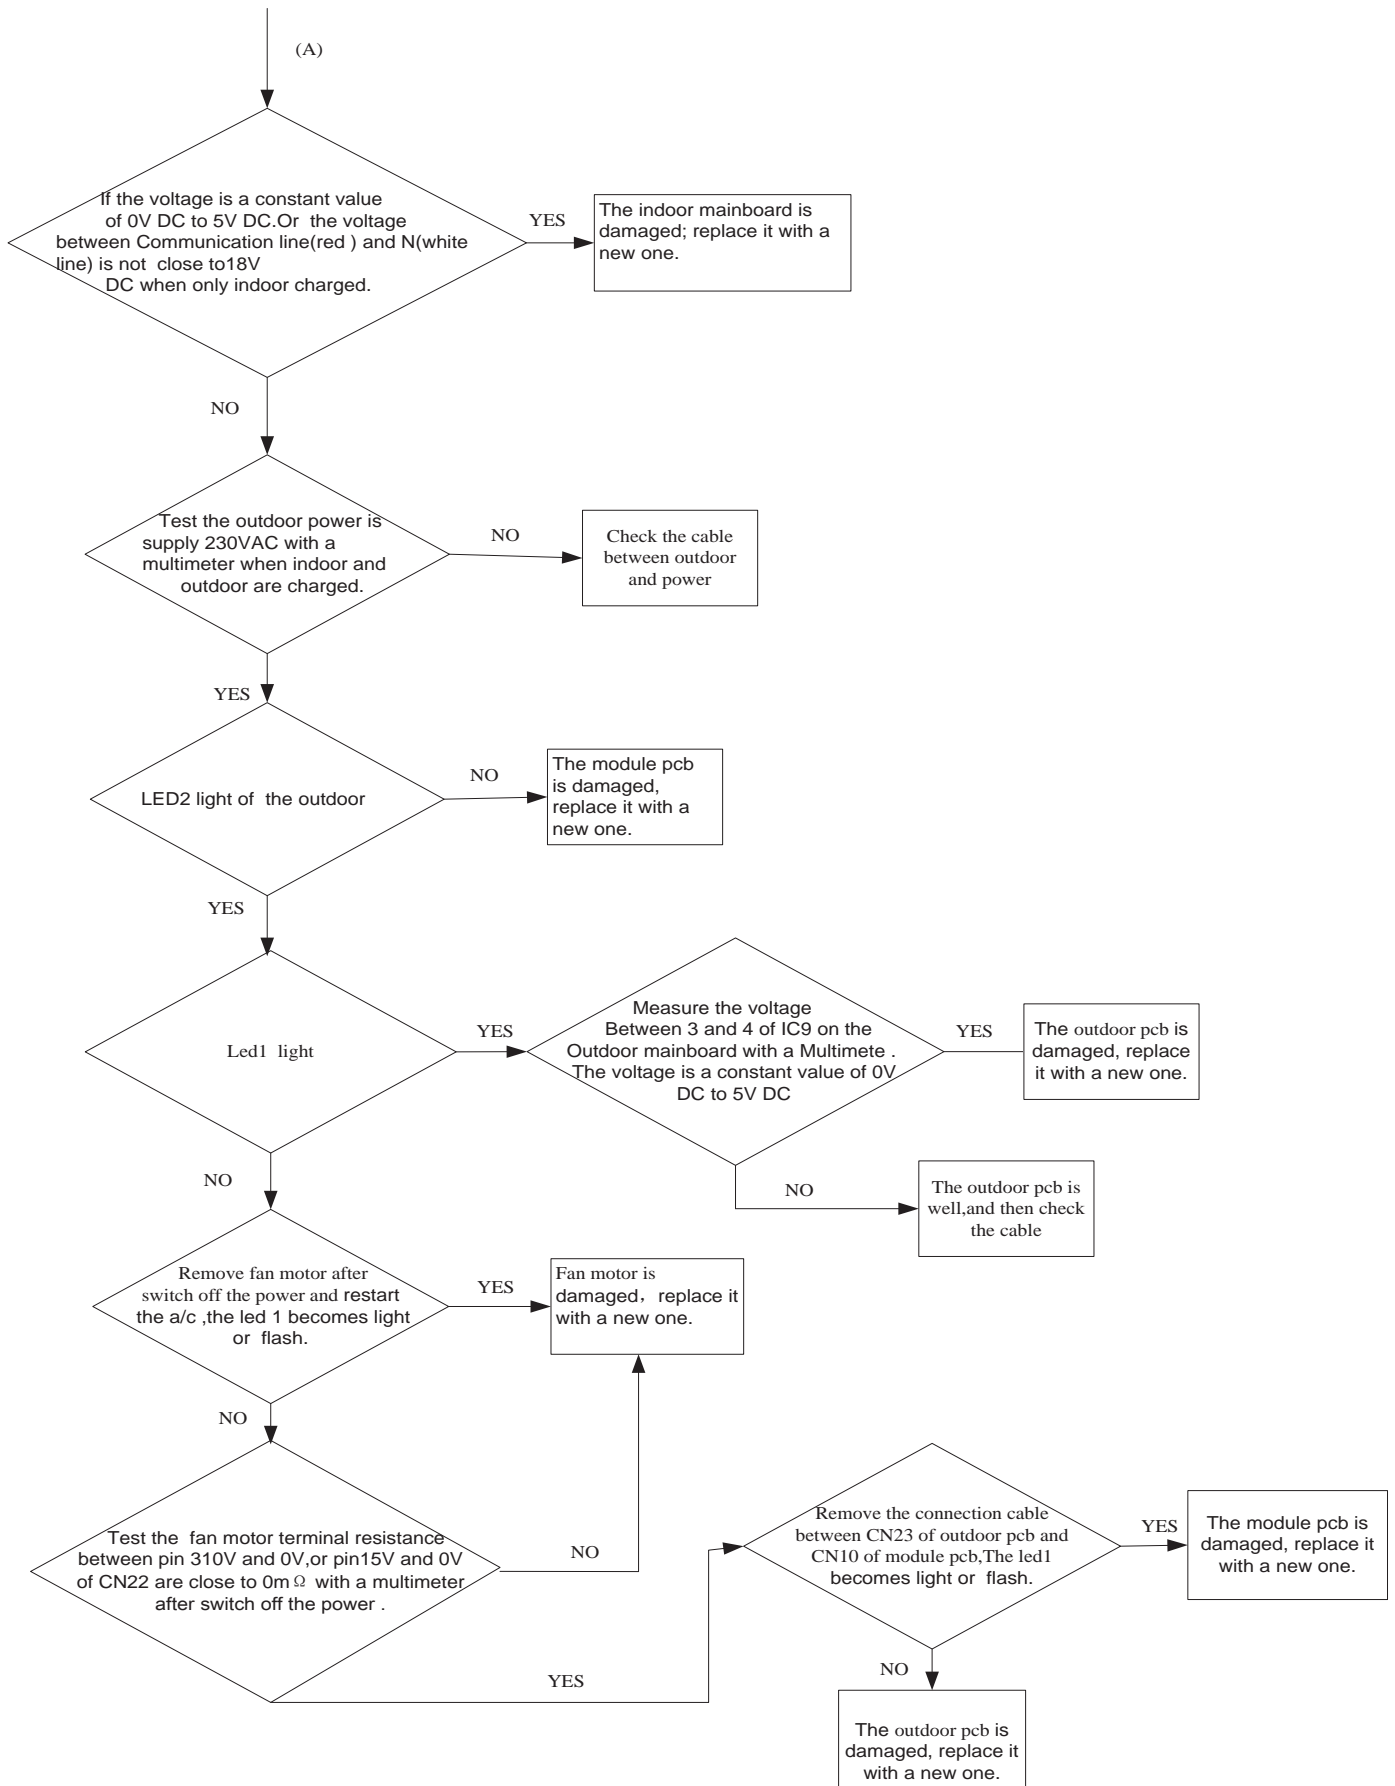 (A)
If the voltage is a constant value
of 0V DC to 5V DC.Or the voltage
between Communication line(red ) and N(white
line) is not close to18V
DC when only indoor charged.
YES
The indoor mainboard is
damaged; replace it with a
new one.
NO
Test the outdoor power is
supply 230VAC with a
multimeter when indoor and
outdoor are charged.
NO
Check the cable
between outdoor
and power
YES
LED2 light of the outdoor
NO
The module pcb
is damaged,
replace it with a
new one.
YES
Led1 light
YES
Measure the voltage
Between 3 and 4 of IC9 on the
Outdoor mainboard with a Multimete .
The voltage is a constant value of 0V
DC to 5V DC
YES
The outdoor pcb is
damaged, replace
it with a new one.
NO
The outdoor pcb is
well,and then check
the cable
NO
Remove fan motor after
switch off the power and restart
the a/c ,the led 1 becomes light
or flash.
YES
Fan motor is
damaged，replace it
with a new one.
NO
Test the fan motor terminal resistance
between pin 310V and 0V,or pin15V and 0V
of CN22 are close to 0mΩ with a multimeter
after switch off the power .
NO
YES
Remove the connection cable
between CN23 of outdoor pcb and
CN10 of module pcb,The led1
becomes light or flash.
YES
The module pcb is
damaged, replace it
with a new one.
NO
The outdoor pcb is
damaged, replace it
with a new one.